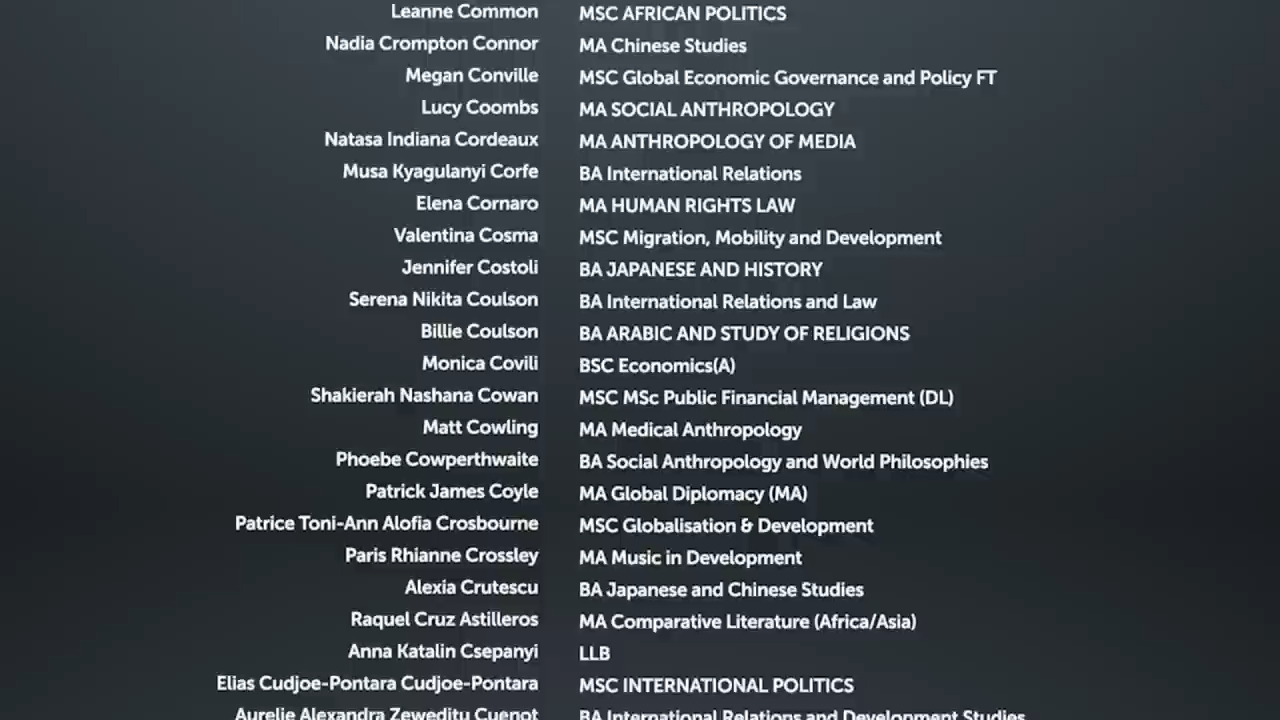 Leanne Common MSC AFRICAN POLITICS
Nadia Crompton Connor MA Chinese Studies
Megan Conville MSC Global Economic Governance and Policy FT
Lucy Coombs MA SOCIAL ANTHROPOLOGY
Natasa Indiana Cordeaux MA ANTHROPOLOGY OF MEDIA
Musa Kyagulanyi Corfe BA International Relations
Elena Cornaro MA HUMAN RIGHTS LAW
Valentina Cosma MSC Migration, Mobility and Development
Jennifer Costoli BA JAPANESE AND HISTORY
Serena Nikita Coulson BA International Relations and Law
Billie Coulson BA ARABIC AND STUDY OF RELIGIONS
Monica Covili BSC Economics(A)
Shakierah Nashana Cowan MSC MSc Public Financial Management (DL)
Matt Cowling MA Medical Anthropology
Phoebe Cowperthwaite BA Social Anthropology and World Philosophies
Patrick James Coyle MA Global Diplomacy (MA)
Patrice Toni-Ann Alofia Crosbourne MSC Globalisation & Development
Paris Rhianne Crossley MA Music in Development
Alexia Crutescu BA Japanese and Chinese Studies
Raquel Cruz Astilleros MA Comparative Literature (Africa/Asia)
Anna Katalin Csepanyi LLB
Elias Cudjoe-Pontara Cudjoe-Pontara MSC INTERNATIONAL POLITICS
Aurelie Alexandra Zeweditu Cuenot BA International Relations and Development Studies